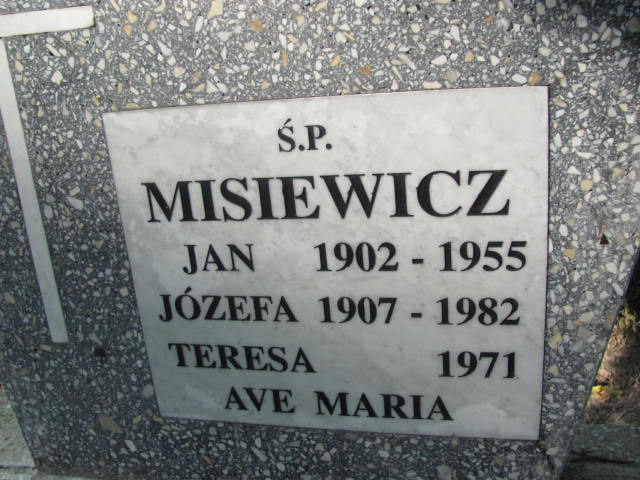 Ś.P.
MISIEWICZ
JAN 1902 - 1955
JÓZEFA 1907 - 1982
TERESA 1971
AVE MARIA